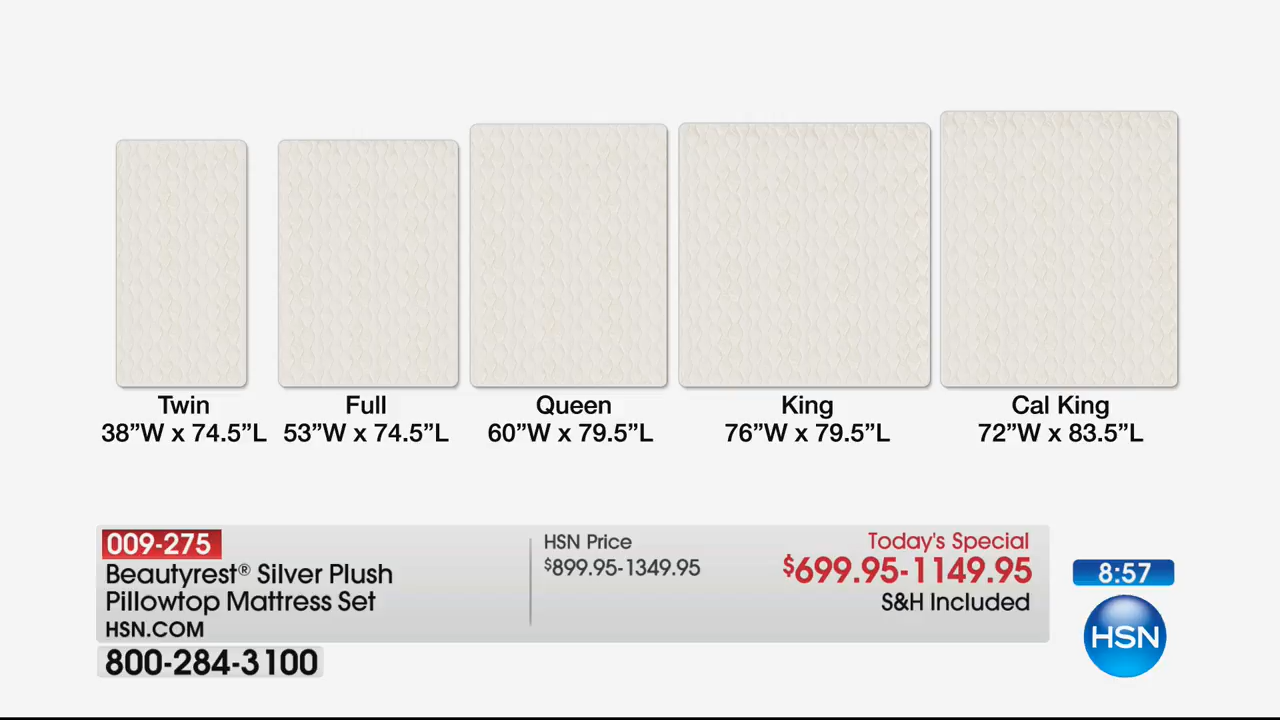 Twin
38”W x 74.5”L
Full
53”W x 74.5”L
Queen
60”W x 79.5”L
King
76”W x 79.5”L
Cal King
72”W x 83.5”L
009-275
Beautyrest® Silver Plush
Pillowtop Mattress Set
HSN.COM
800-284-3100
HSN Price
$899.95-1349.95
Today's Special
$699.95-1149.95
S&H Included
8:57
HSN